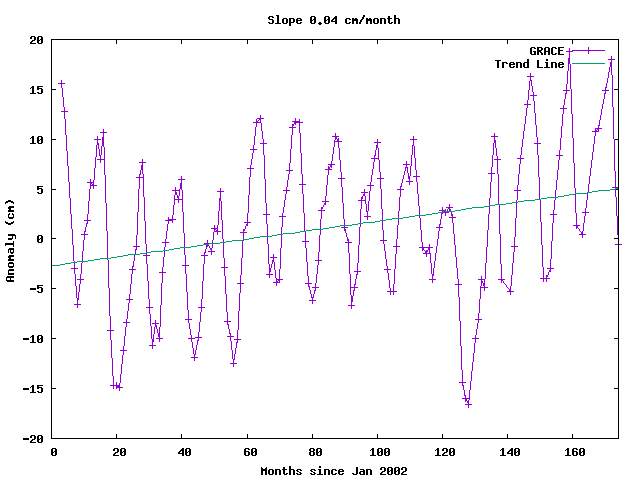 Slope 0.04 cm/month
GRACE
Trend Line
20
15
10
5
0
-5
-10
-15
-20
Anomaly (cm)
0 20 40 60 80 100 120 140 160
Months since Jan 2002